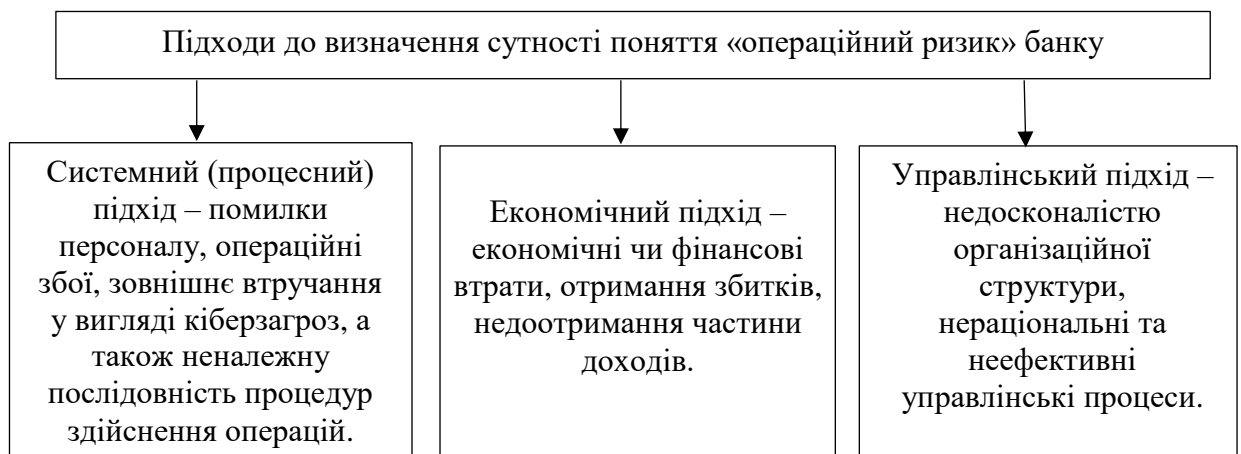 Підходи до визначення сутності поняття «операційний ризик» банку
Системний (процесний)
підхід – помилки
персоналу, операційні
збої, зовнішнє втручання
у вигляді кіберзагроз, а
також неналежну
послідовність процедур
здійснення операцій.
Економічний підхід –
економічні чи фінансові
втрати, отримання збитків,
недоотримання частини
доходів.
Управлінський підхід –
недосконалістю
організаційної
структури,
нераціональні та
неефективні
управлінські процеси.